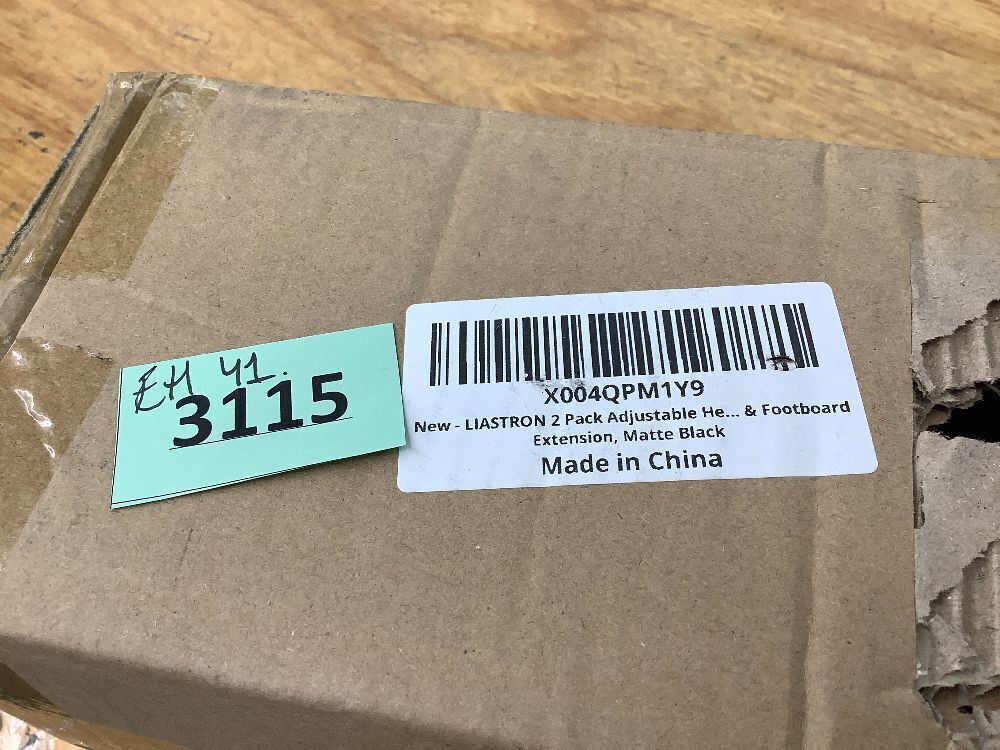 EH 41.
3115
X004QPM1Y9
New - LIASTRON 2 Pack Adjustable He... & Footboard
Extension, Matte Black
Made in China